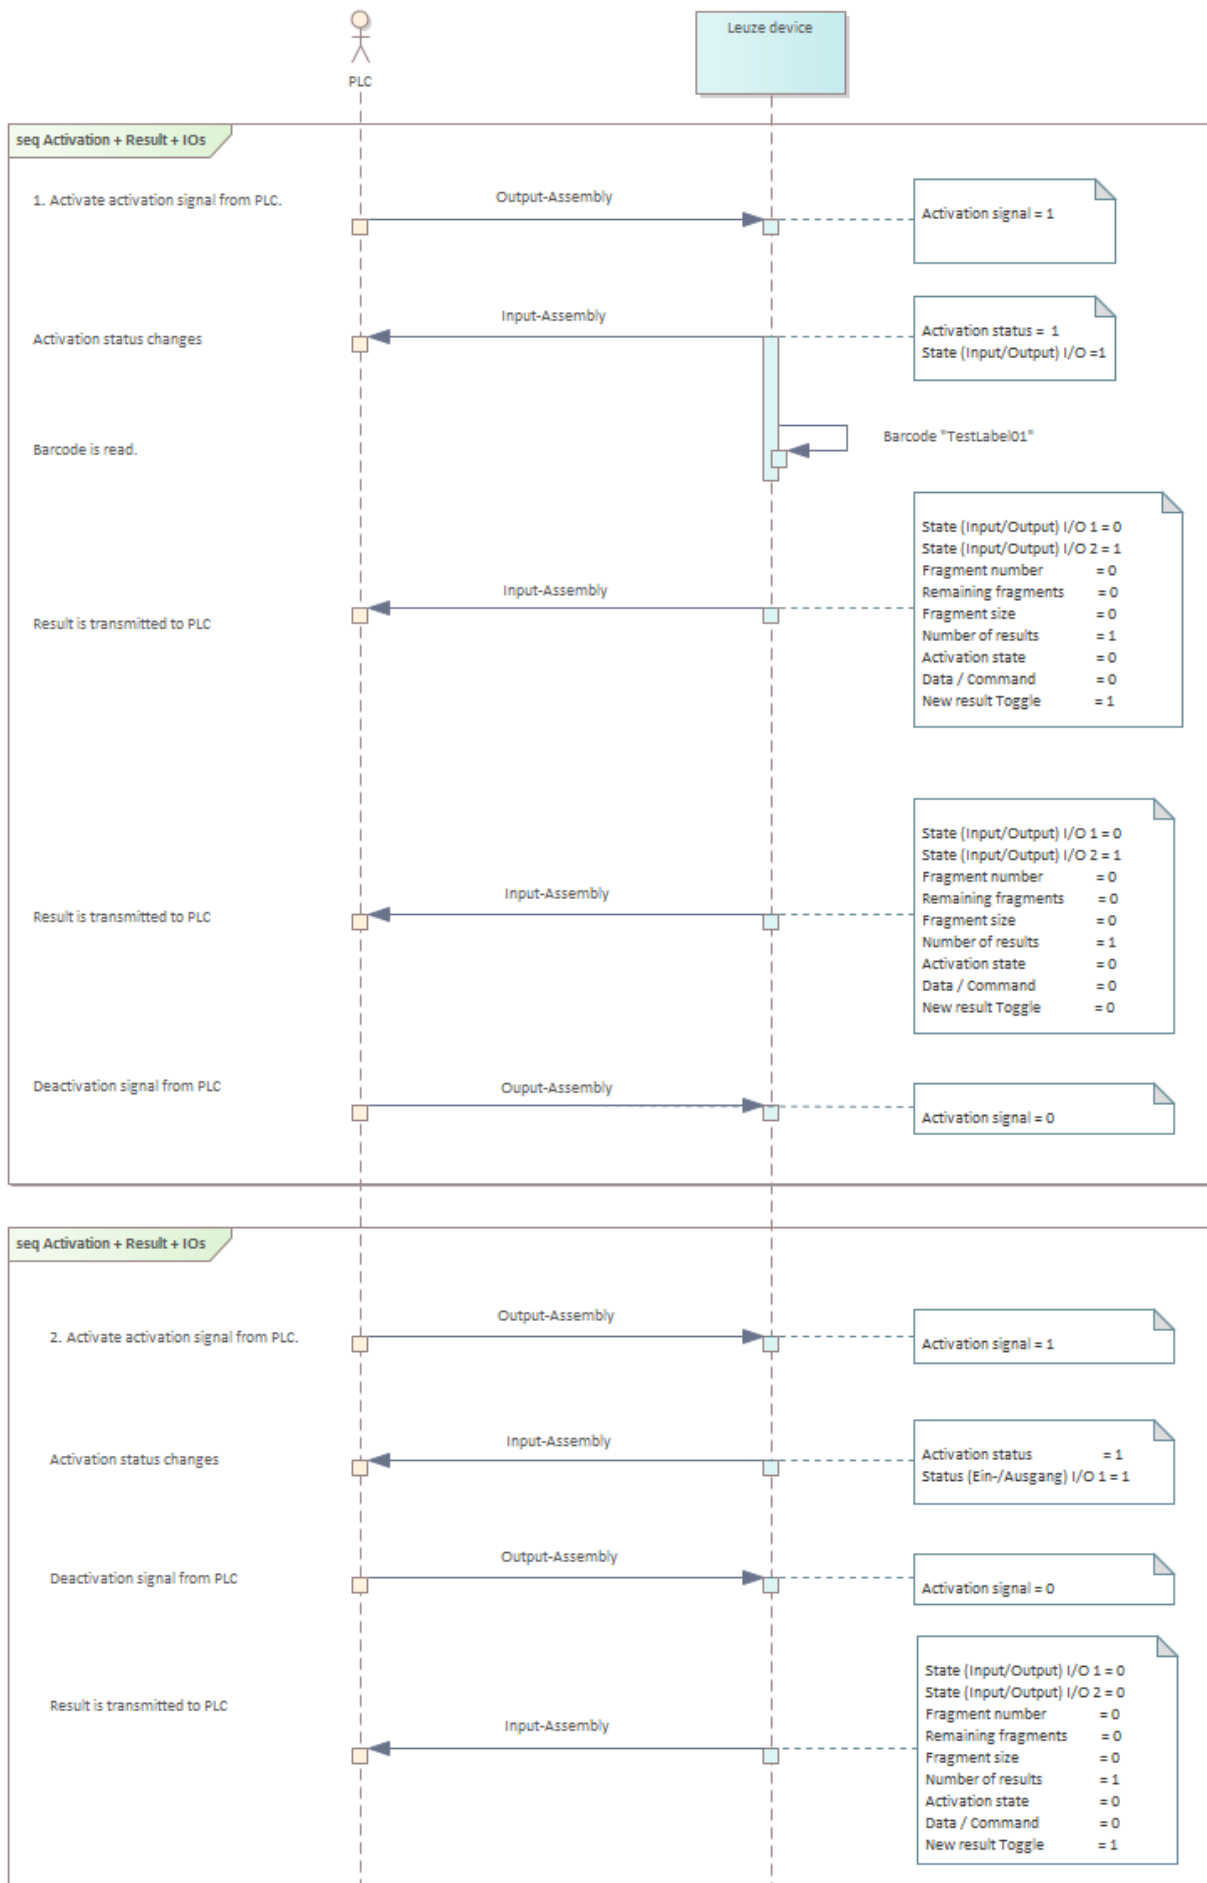 PLC
Leuze device
seq Activation + Result + IOs
1. Activate activation signal from PLC.
Output-Assembly
Activation signal = 1
Activation status changes
Input-Assembly
Activation status = 1
State (Input/Output) I/O =1
Barcode is read.
Barcode "TestLabel01"
Result is transmitted to PLC
Input-Assembly
State (Input/Output) I/O 1 = 0
State (Input/Output) I/O 2 = 1
Fragment number = 0
Remaining fragments = 0
Fragment size = 0
Number of results = 1
Activation state = 0
Data / Command = 0
New result Toggle = 1
Result is transmitted to PLC
Input-Assembly
State (Input/Output) I/O 1 = 0
State (Input/Output) I/O 2 = 1
Fragment number = 0
Remaining fragments = 0
Fragment size = 0
Number of results = 1
Activation state = 0
Data / Command = 0
New result Toggle = 0
Deactivation signal from PLC
Ouput-Assembly
Activation signal = 0
seq Activation + Result + IOs
2. Activate activation signal from PLC.
Output-Assembly
Activation signal = 1
Activation status changes
Input-Assembly
Activation status = 1
Status (Ein-/Ausgang) I/O 1 = 1
Deactivation signal from PLC
Output-Assembly
Activation signal = 0
Result is transmitted to PLC
Input-Assembly
State (Input/Output) I/O 1 = 0
State (Input/Output) I/O 2 = 0
Fragment number = 0
Remaining fragments = 0
Fragment size = 0
Number of results = 1
Activation state = 0
Data / Command = 0
New result Toggle = 1